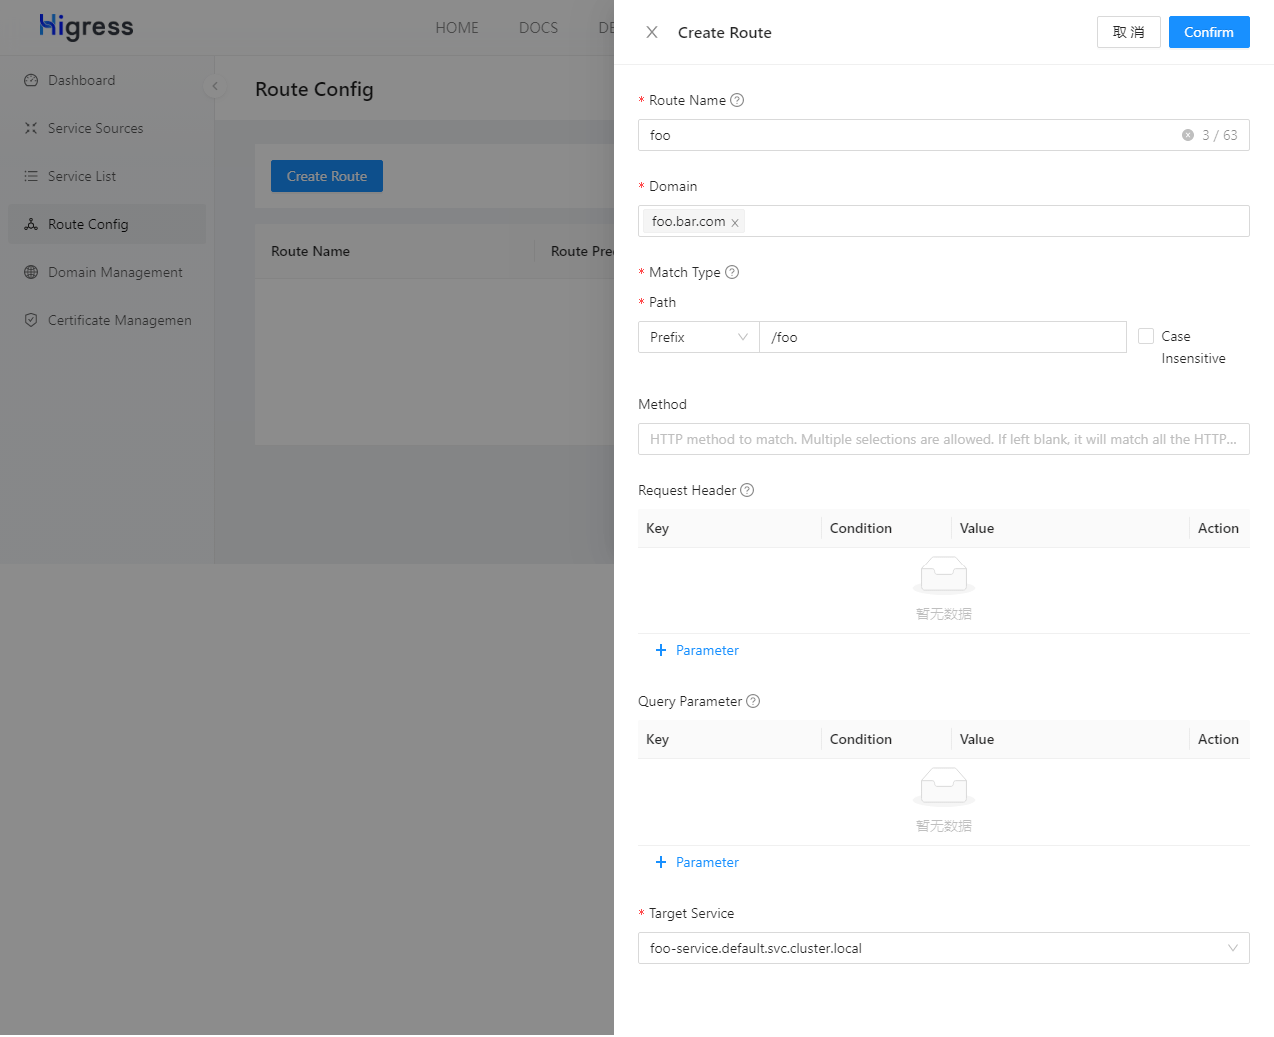 Higress
HOME
DOCS
DE
Dashboard
Service Sources
Service List
Route Config
Domain Management
Certificate Managemen
Route Config
Create Route
Route Name
Route Pre
Create Route
取 消
Confirm
* Route Name
foo
3 / 63
* Domain
foo.bar.com
* Match Type
* Path
Prefix
/foo
Case
Insensitive
Method
HTTP method to match. Multiple selections are allowed. If left blank, it will match all the HTTP...
Request Header
Key Condition Value Action
暂无数据
+ Parameter
Query Parameter
Key Condition Value Action
暂无数据
+ Parameter
* Target Service
foo-service.default.svc.cluster.local